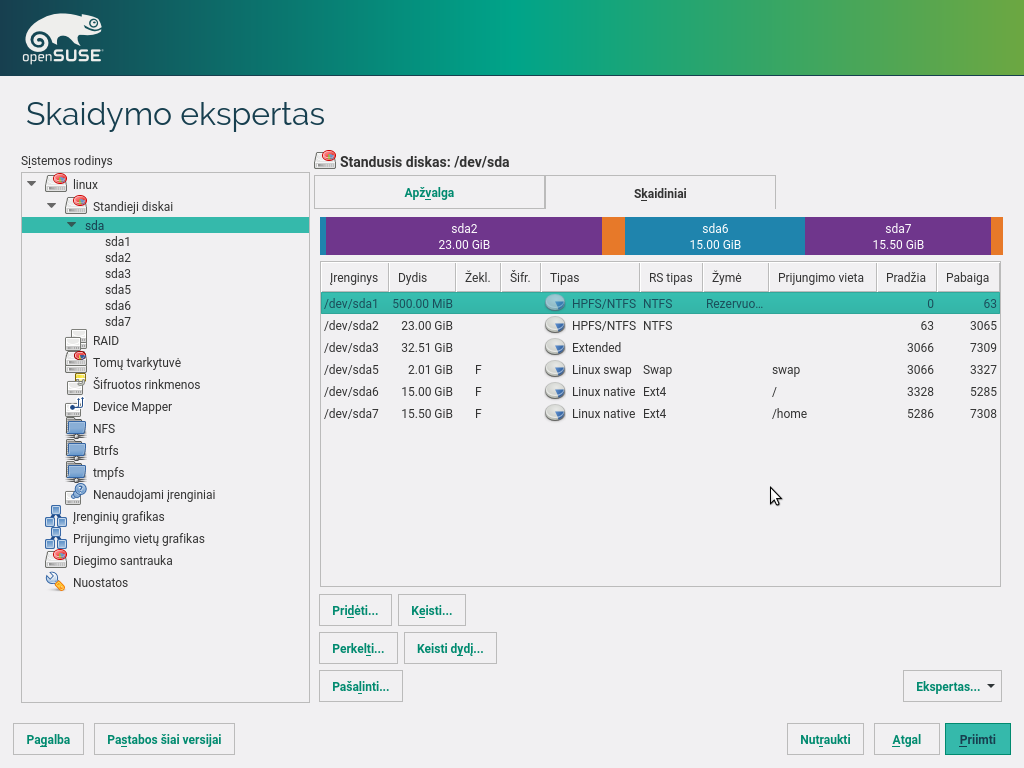 openSUSE
Skaidymo ekspertas
Sistemos rodinys
linux
Standieji diskai
sda
sda1
sda2
sda3
sda5
sda6
sda7
RAID
Tomų tvarkytuvė
Šifruotos rinkmenos
Device Mapper
NFS
Btrfs
tmpfs
Nenaudojami įrenginiai
Įrenginių grafikas
Prijungimo vietų grafikas
Diegimo santrauka
Nuostatos
Standusis diskas: /dev/sda
Apžvalga Skaidiniai
sda2 sda6 sda7
23.00 GiB 15.00 GiB 15.50 GiB
Įrenginys Dydis Žekl. Šifr. Tipas RS tipas Žymė Prijungimo vieta Pradžia Pabaiga
/dev/sda1 500.00 MiB HPFS/NTFS NTFS Rezervuo... 0 63
/dev/sda2 23.00 GiB HPFS/NTFS NTFS 63 3065
/dev/sda3 32.51 GiB Extended 3066 7309
/dev/sda5 2.01 GiB F Linux swap Swap swap 3066 3327
/dev/sda6 15.00 GiB F Linux native Ext4 / 3328 5285
/dev/sda7 15.50 GiB F Linux native Ext4 /home 5286 7308
Pridėti... Keisti...
Perkelti... Keisti dydį...
Pašalinti... Ekspertas...
Pagalba Pastabos šiai versijai Nutraukti Atgal Priimti